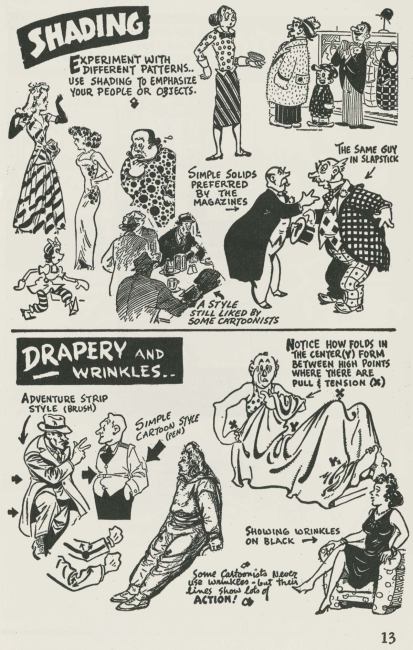 SHADING
EXPERIMENT WITH
DIFFERENT PATTERNS..
USE SHADING TO EMPHASIZE
YOUR PEOPLE OR OBJECTS.
SIMPLE SOLIDS
PREFERRED
BY THE
MAGAZINES
THE SAME GUY
IN SLAPSTICK
A STYLE
STILL LIKED BY
SOME CARTOONISTS
DRAPERY AND
WRINKLES..
ADVENTURE STRIP
STYLE (BRUSH)
SIMPLE
CARTOON STYLE
(PEN)
NOTICE HOW FOLDS IN
THE CENTER(Y) FORM
BETWEEN HIGH POINTS
WHERE THERE ARE
PULL & TENSION (X)
X
X
X
Y
SHOWING WRINKLES
ON BLACK
Some Cartoonists Never
use wrinkles - but their
lines show lots of
ACTION!
13